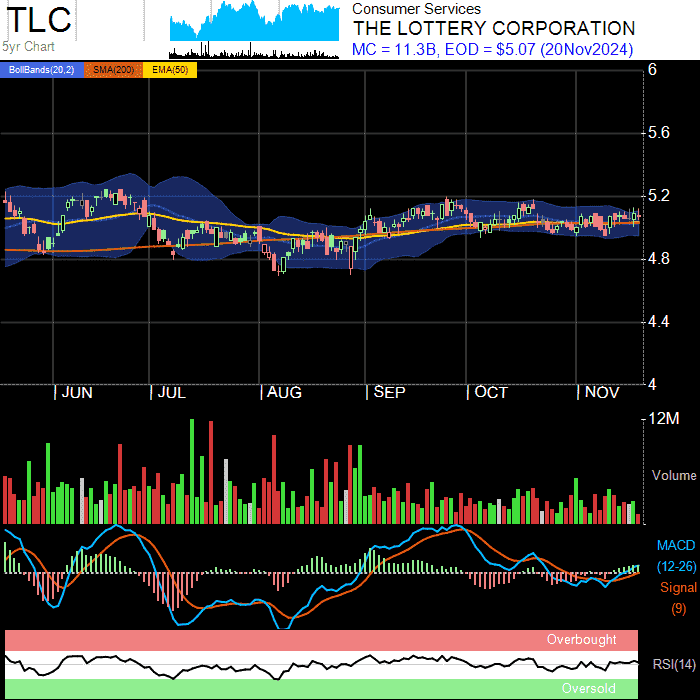 TLC
5yr Chart
Consumer Services
THE LOTTERY CORPORATION
MC = 11.3B, EOD = $5.07 (20Nov2024)
BollBands(20,2) SMA(200) EMA(50)
6
5.6
5.2
4.8
4.4
4
JUN JUL AUG SEP OCT NOV
12M
Volume
MACD
(12-26)
Signal
(9)
Overbought
RSI(14)
Oversold